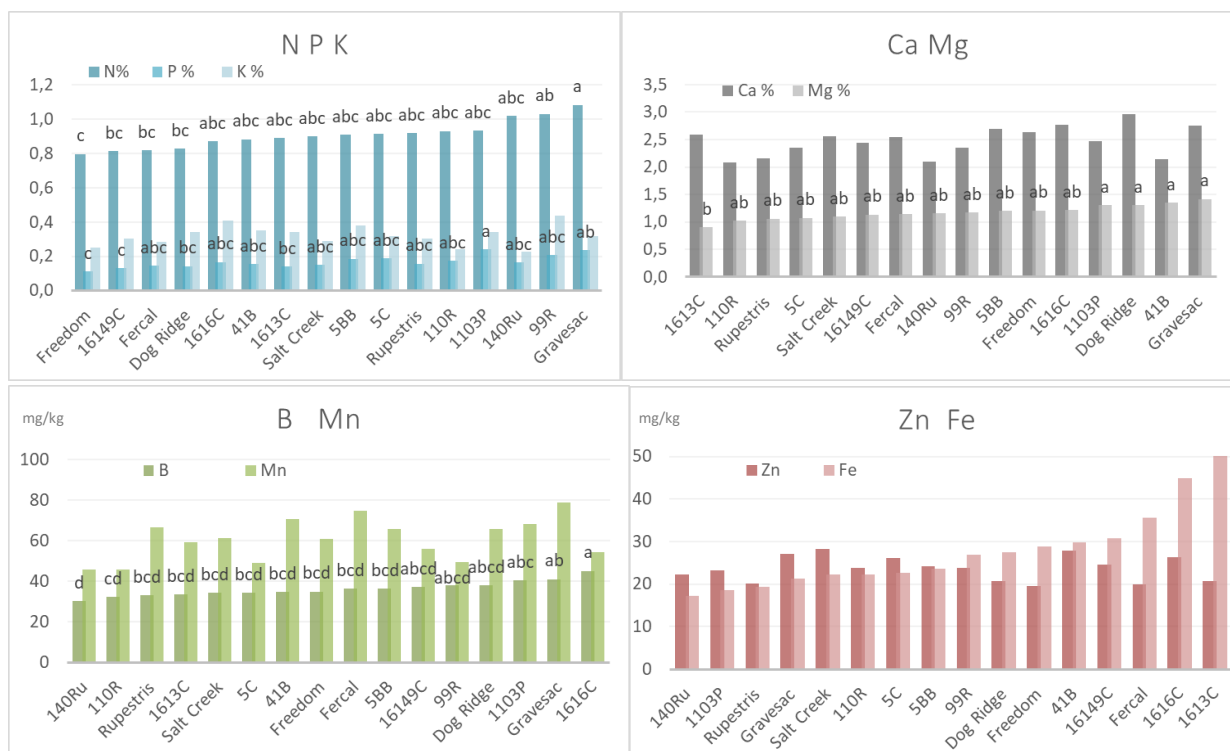 N P K
N% P % K %
1,2
1,0
0,8
0,6
0,4
0,2
0,0
c bc bc bc abc abc abc abc abc abc abc abc abc abc ab a
c c abc bc abc abc bc abc abc abc abc abc a abc abc ab
Freedom 16149C Fercal Dog Ridge 1616C 41B 1613C Salt Creek 5BB 5C Rupestris 110R 1103P 140Ru 99R Gravesac
Ca Mg
Ca % Mg %
3,5
3,0
2,5
2,0
1,5
1,0
0,5
0,0
b ab ab ab ab ab ab ab ab ab ab ab a a a a
1613C 110R Rupestris 5C Salt Creek 16149C Fercal 140Ru 99R 5BB Freedom 1616C 1103P Dog Ridge 41B Gravesac
mg/kg
B Mn
B Mn
100
80
60
40
20
0
d cd bcd bcd bcd bcd bcd bcd bcd bcd abcd abcd abcd abc ab a
140Ru 110R Rupestris 1613C Salt Creek 5C 41B Freedom Fercal 5BB 16149C 99R Dog Ridge 1103P Gravesac 1616C
mg/kg
Zn Fe
Zn Fe
50
40
30
20
10
0
140Ru 1103P Rupestris Gravesac Salt Creek 110R 5C 5BB 99R Dog Ridge Freedom 41B 16149C Fercal 1616C 1613C